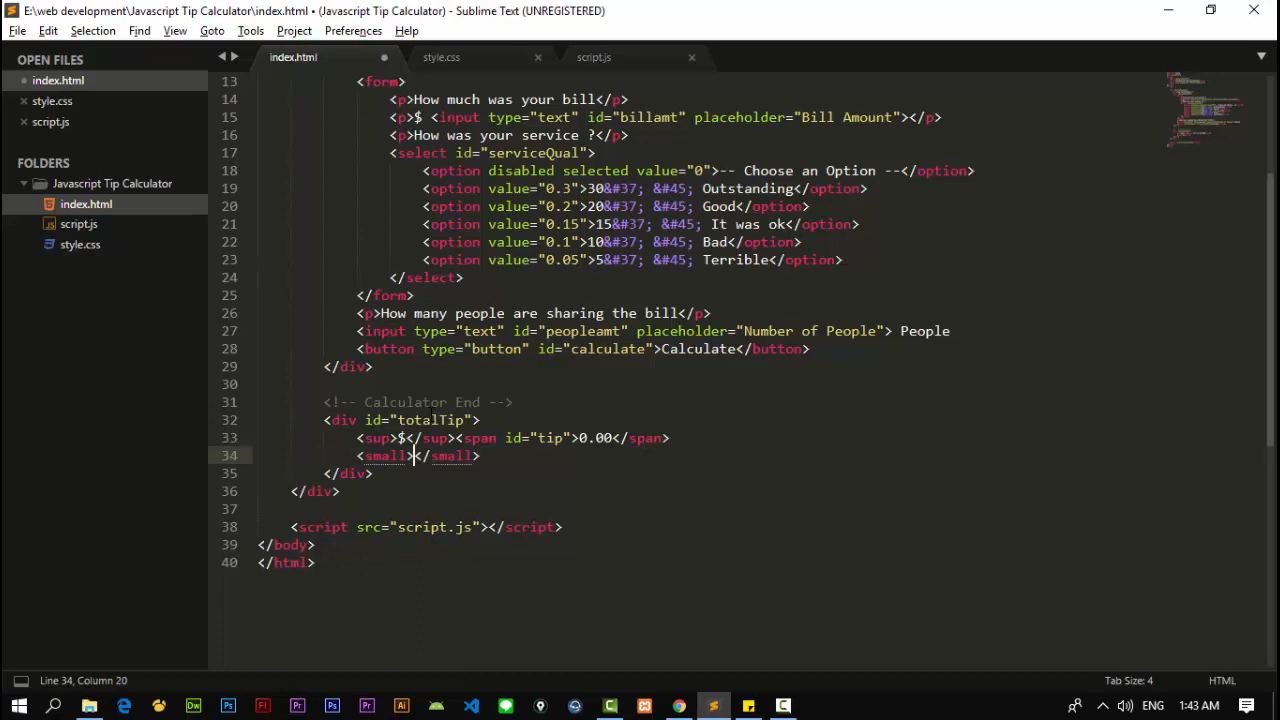 E:\web development\Javascript Tip Calculator\index.html • (Javascript Tip Calculator) - Sublime Text (UNREGISTERED)
File Edit Selection Find View Goto Tools Project Preferences Help
OPEN FILES
index.html
style.css
script.js
FOLDERS
Javascript Tip Calculator
index.html
script.js
style.css
index.html style.css script.js
13 <form>
14 <p>How much was your bill</p>
15 <p>$ <input type="text" id="billamt" placeholder="Bill Amount"></p>
16 <p>How was your service ?</p>
17 <select id="serviceQual">
18 <option disabled selected value="0">-- Choose an Option --</option>
19 <option value="0.3">30&#37; &#45; Outstanding</option>
20 <option value="0.2">20&#37; &#45; Good</option>
21 <option value="0.15">15&#37; &#45; It was ok</option>
22 <option value="0.1">10&#37; &#45; Bad</option>
23 <option value="0.05">5&#37; &#45; Terrible</option>
24 </select>
25 </form>
26 <p>How many people are sharing the bill</p>
27 <input type="text" id="peopleamt" placeholder="Number of People"> People
28 <button type="button" id="calculate">Calculate</button>
29 </div>
30
31 <!-- Calculator End -->
32 <div id="totalTip">
33 <sup>$</sup><span id="tip">0.00</span>
34 <small></small>
35 </div>
36 </div>
37
38 <script src="script.js"></script>
39 </body>
40 </html>
Line 34, Column 20 Tab Size: 4 HTML
Dw Ps Fl Pr Ps Pr Ai ENG 1:43 AM